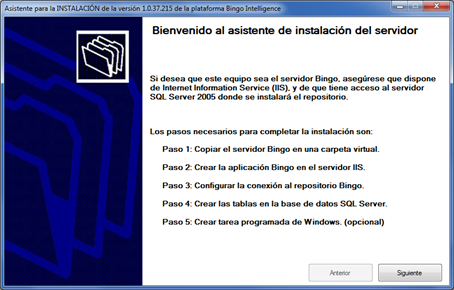 Asistente para la INSTALACIÓN de la versión 1.0.37.215 de la plataforma Bingo Intelligence
Bienvenido al asistente de instalación del servidor
Si desea que este equipo sea el servidor Bingo, asegúrese que dispone
de Internet Information Service (IIS), y de que tiene acceso al servidor
SQL Server 2005 donde se instalará el repositorio.
Los pasos necesarios para completar la instalación son:
Paso 1: Copiar el servidor Bingo en una carpeta virtual.
Paso 2: Crear la aplicación Bingo en el servidor IIS.
Paso 3: Configurar la conexión al repositorio Bingo.
Paso 4: Crear las tablas en la base de datos SQL Server.
Paso 5: Crear tarea programada de Windows. (opcional)
Anterior
Siguiente